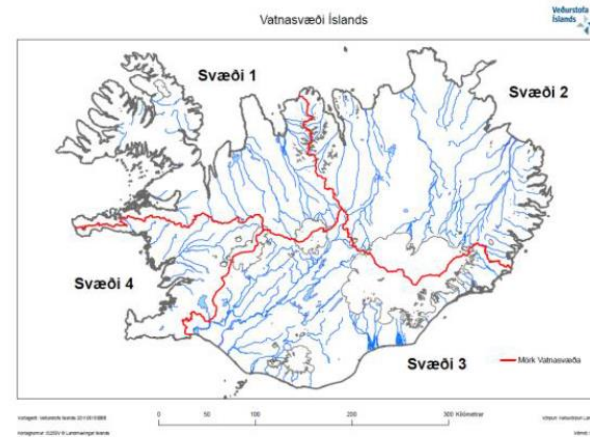 Vatnasvæði Íslands
Veðurstofa
Íslands
Svæði 1
Svæði 2
Svæði 4
Svæði 3
Mörk Vatnasvæða
0 50 100 200 300 Kílómetrar